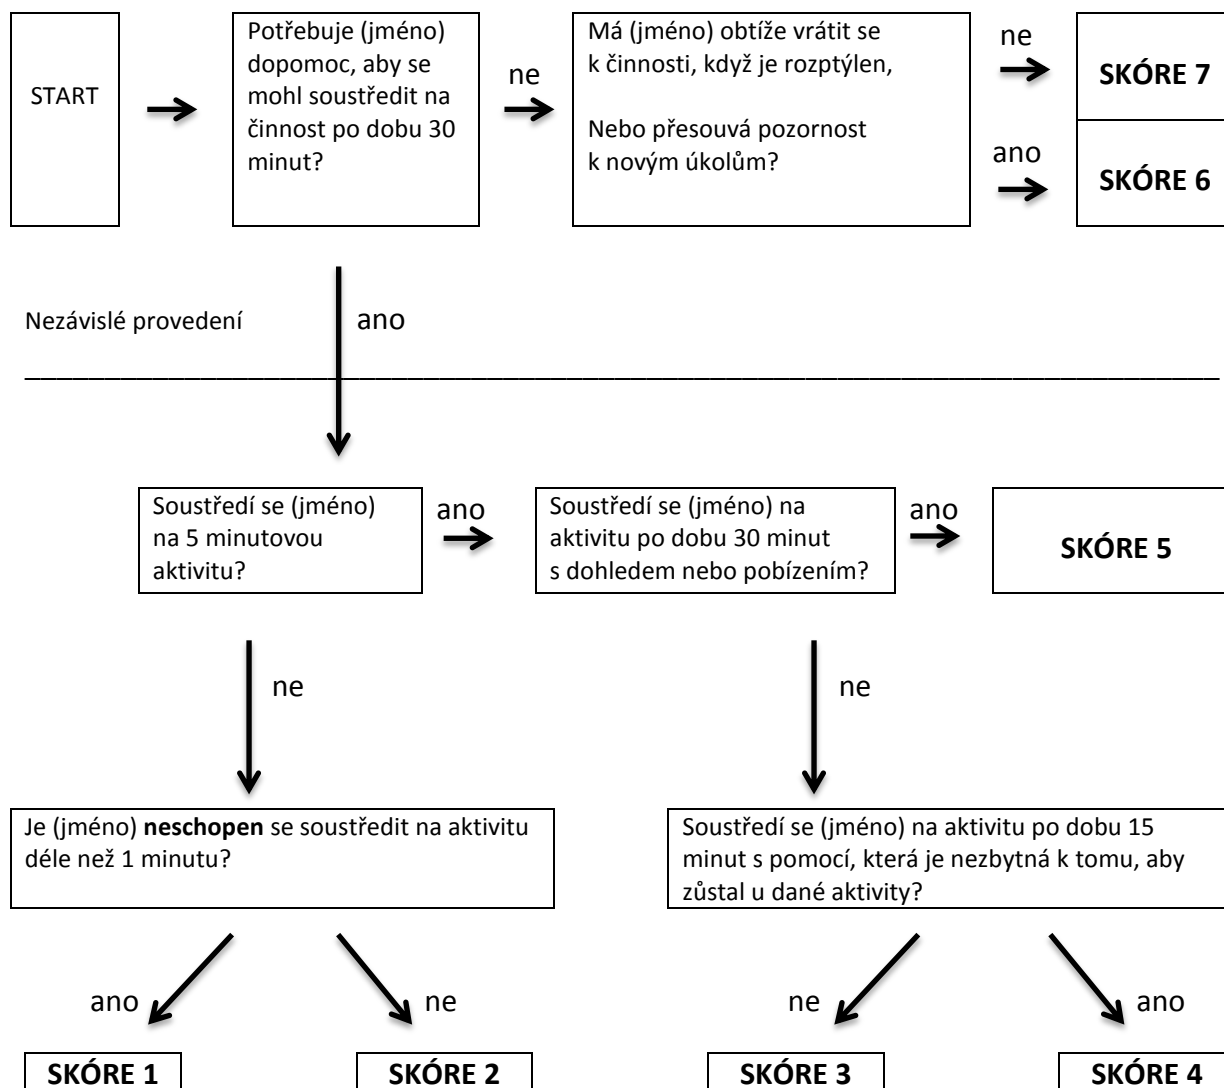 START
Potřebuje (jméno)
dopomoc, aby se
mohl soustředit na
činnost po dobu 30
minut?
ne
Má (jméno) obtíže vrátit se
k činnosti, když je rozptýlen,
Nebo přesouvá pozornost
k novým úkolům?
ne
SKÓRE 7
ano
SKÓRE 6
Nezávislé provedení
ano
Soustředí se (jméno)
na 5 minutovou
aktivitu?
ano
Soustředí se (jméno) na
aktivitu po dobu 30 minut
s dohledem nebo pobízením?
ano
SKÓRE 5
ne
ne
Je (jméno) neschopen se soustředit na aktivitu
déle než 1 minutu?
Soustředí se (jméno) na aktivitu po dobu 15
minut s pomocí, která je nezbytná k tomu, aby
zůstal u dané aktivity?
ano
ne
ne
ano
SKÓRE 1
SKÓRE 2
SKÓRE 3
SKÓRE 4